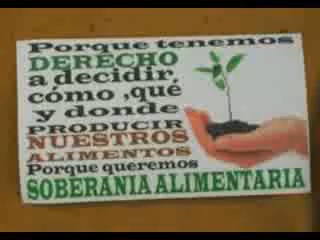 Porque tenemos
DERECHO
a decidir,
cómo ,qué
y donde
PRODUCIR
NUESTROS
ALIMENTOS
Porque queremos
SOBERANIA ALIMENTARIA